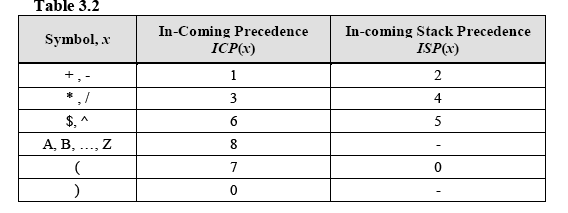 Table 3.2
Symbol, x In-Coming Precedence In-coming Stack Precedence
ICP(x) ISP(x)
+ , - 1 2
* , / 3 4
$, ^ 6 5
A, B, ..., Z 8 -
( 7 0
) 0 -